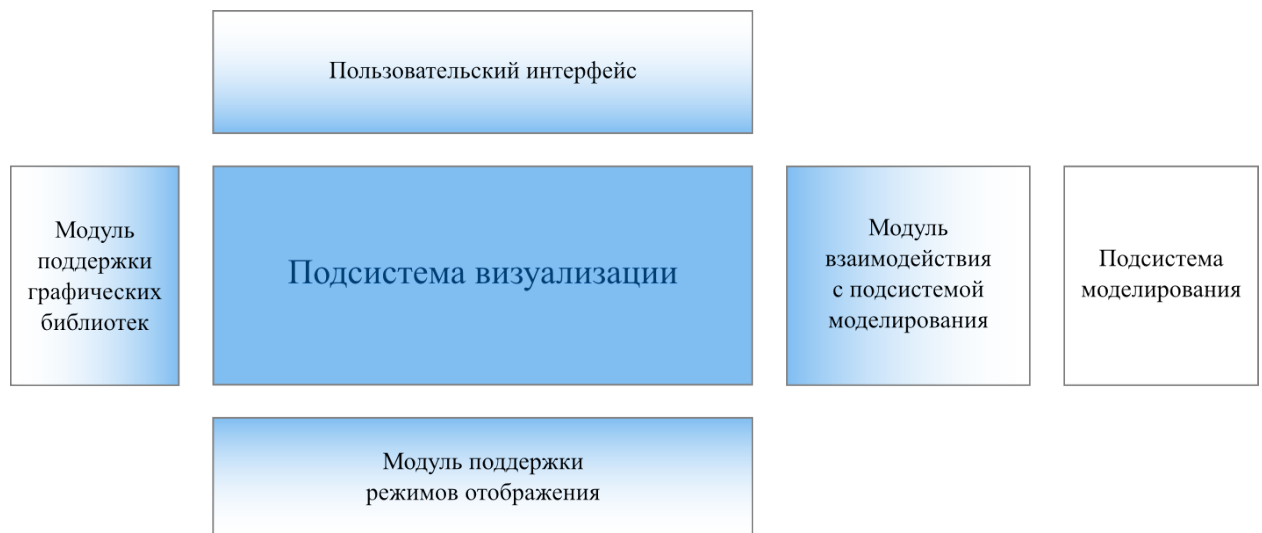 Пользовательский интерфейс
Модуль
поддержки
графических
библиотек
Подсистема визуализации
Модуль
взаимодействия
с подсистемой
моделирования
Подсистема
моделирования
Модуль поддержки
режимов отображения